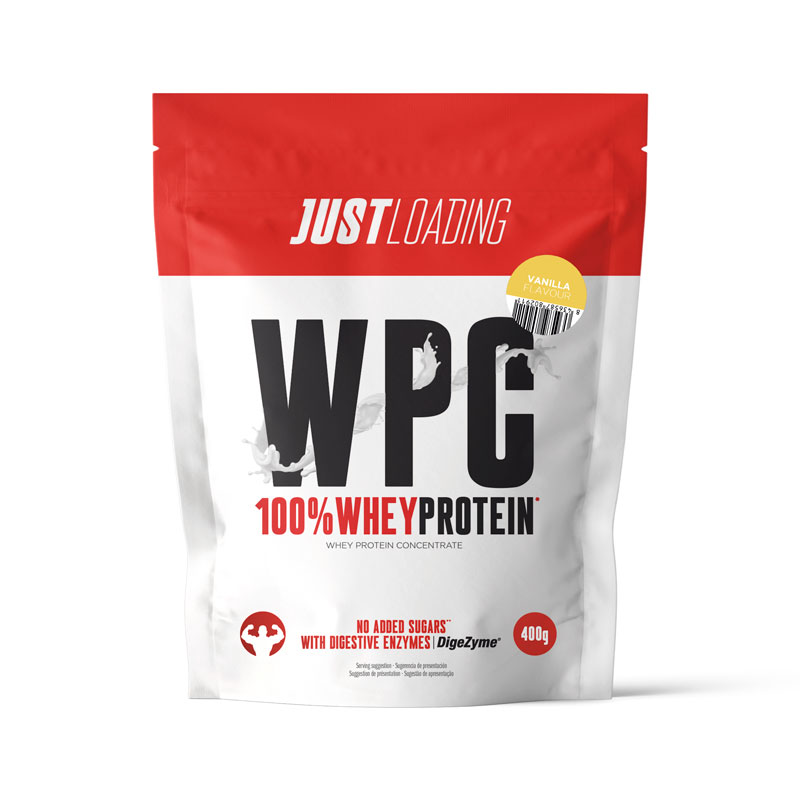 JUSTLOADING
VANILLA
FLAVOUR
WPC
100%WHEYPROTEIN*
WHEY PROTEIN CONCENTRATE
NO ADDED SUGARS**
WITH DIGESTIVE ENZYMES | DigeZyme®
400g
Serving suggestion · Sugerencia de presentación
Suggestion de présentation · Sugestão de apresentação